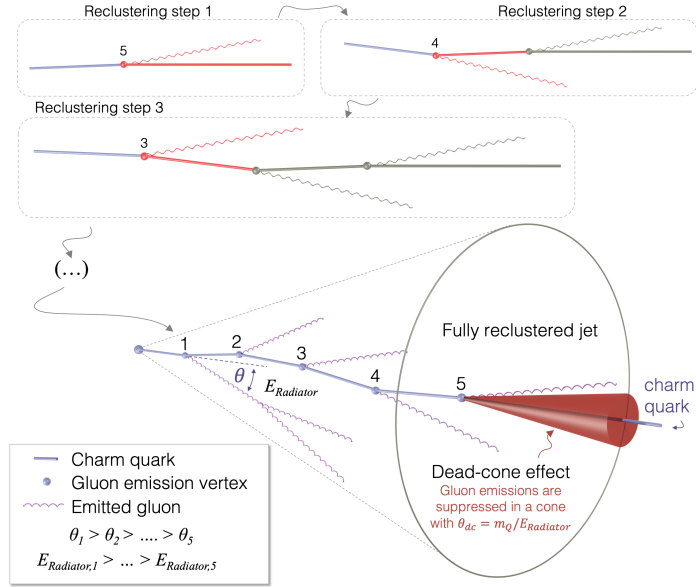 Reclustering step 1
Reclustering step 2
5
4
Reclustering step 3
3
(...)
Fully reclustered jet
1
2
3
4
5
θ
E_Radiator
charm
quark
Dead-cone effect
Gluon emissions are
suppressed in a cone
with θ_dc = m_Q/E_Radiator
Charm quark
Gluon emission vertex
Emitted gluon
θ_1 > θ_2 > .... > θ_5
E_Radiator,1 > ... > E_Radiator,5